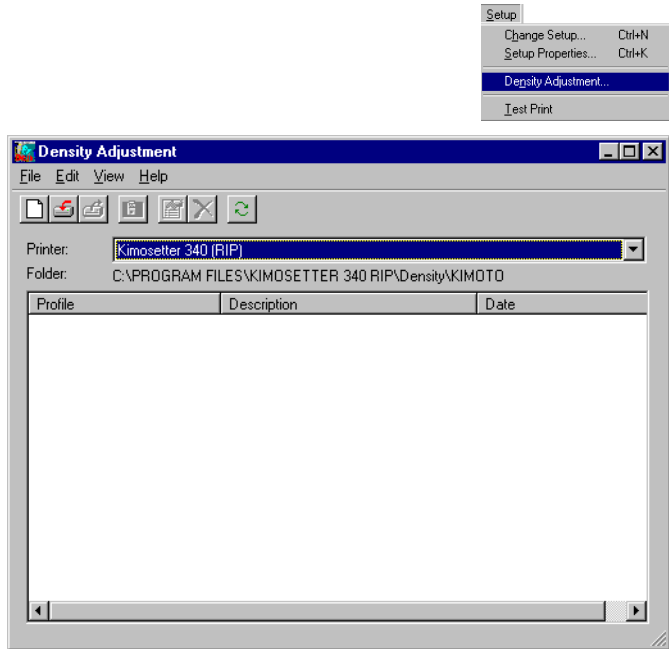 Setup
Change Setup... Ctrl+N
Setup Properties... Ctrl+K
Density Adjustment...
Test Print
Density Adjustment
File Edit View Help
Printer: Kimosetter 340 (RIP)
Folder: C:\PROGRAM FILES\KIMOSETTER 340 RIP\Density\KIMOTO
Profile Description Date